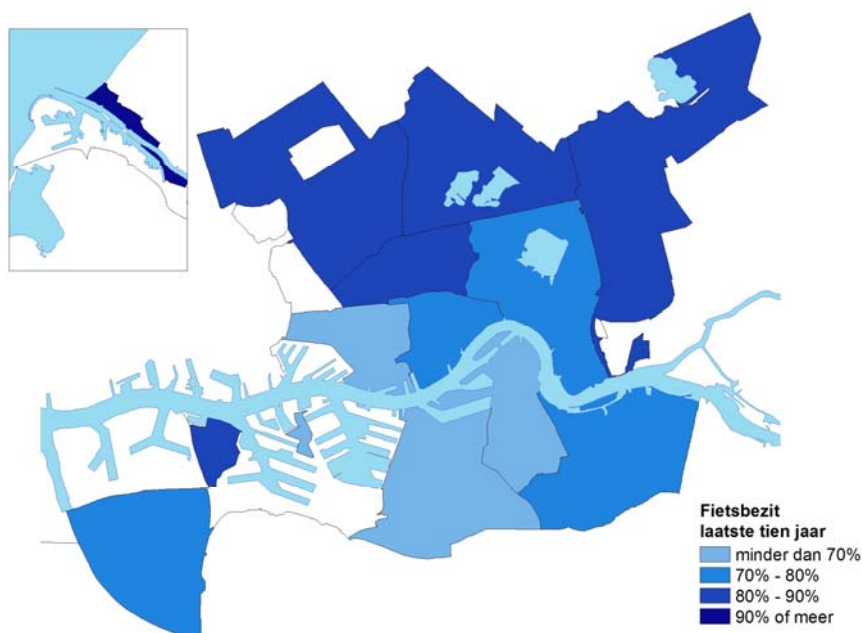 Fietsbezit
laatste tien jaar
minder dan 70%
70% - 80%
80% - 90%
90% of meer